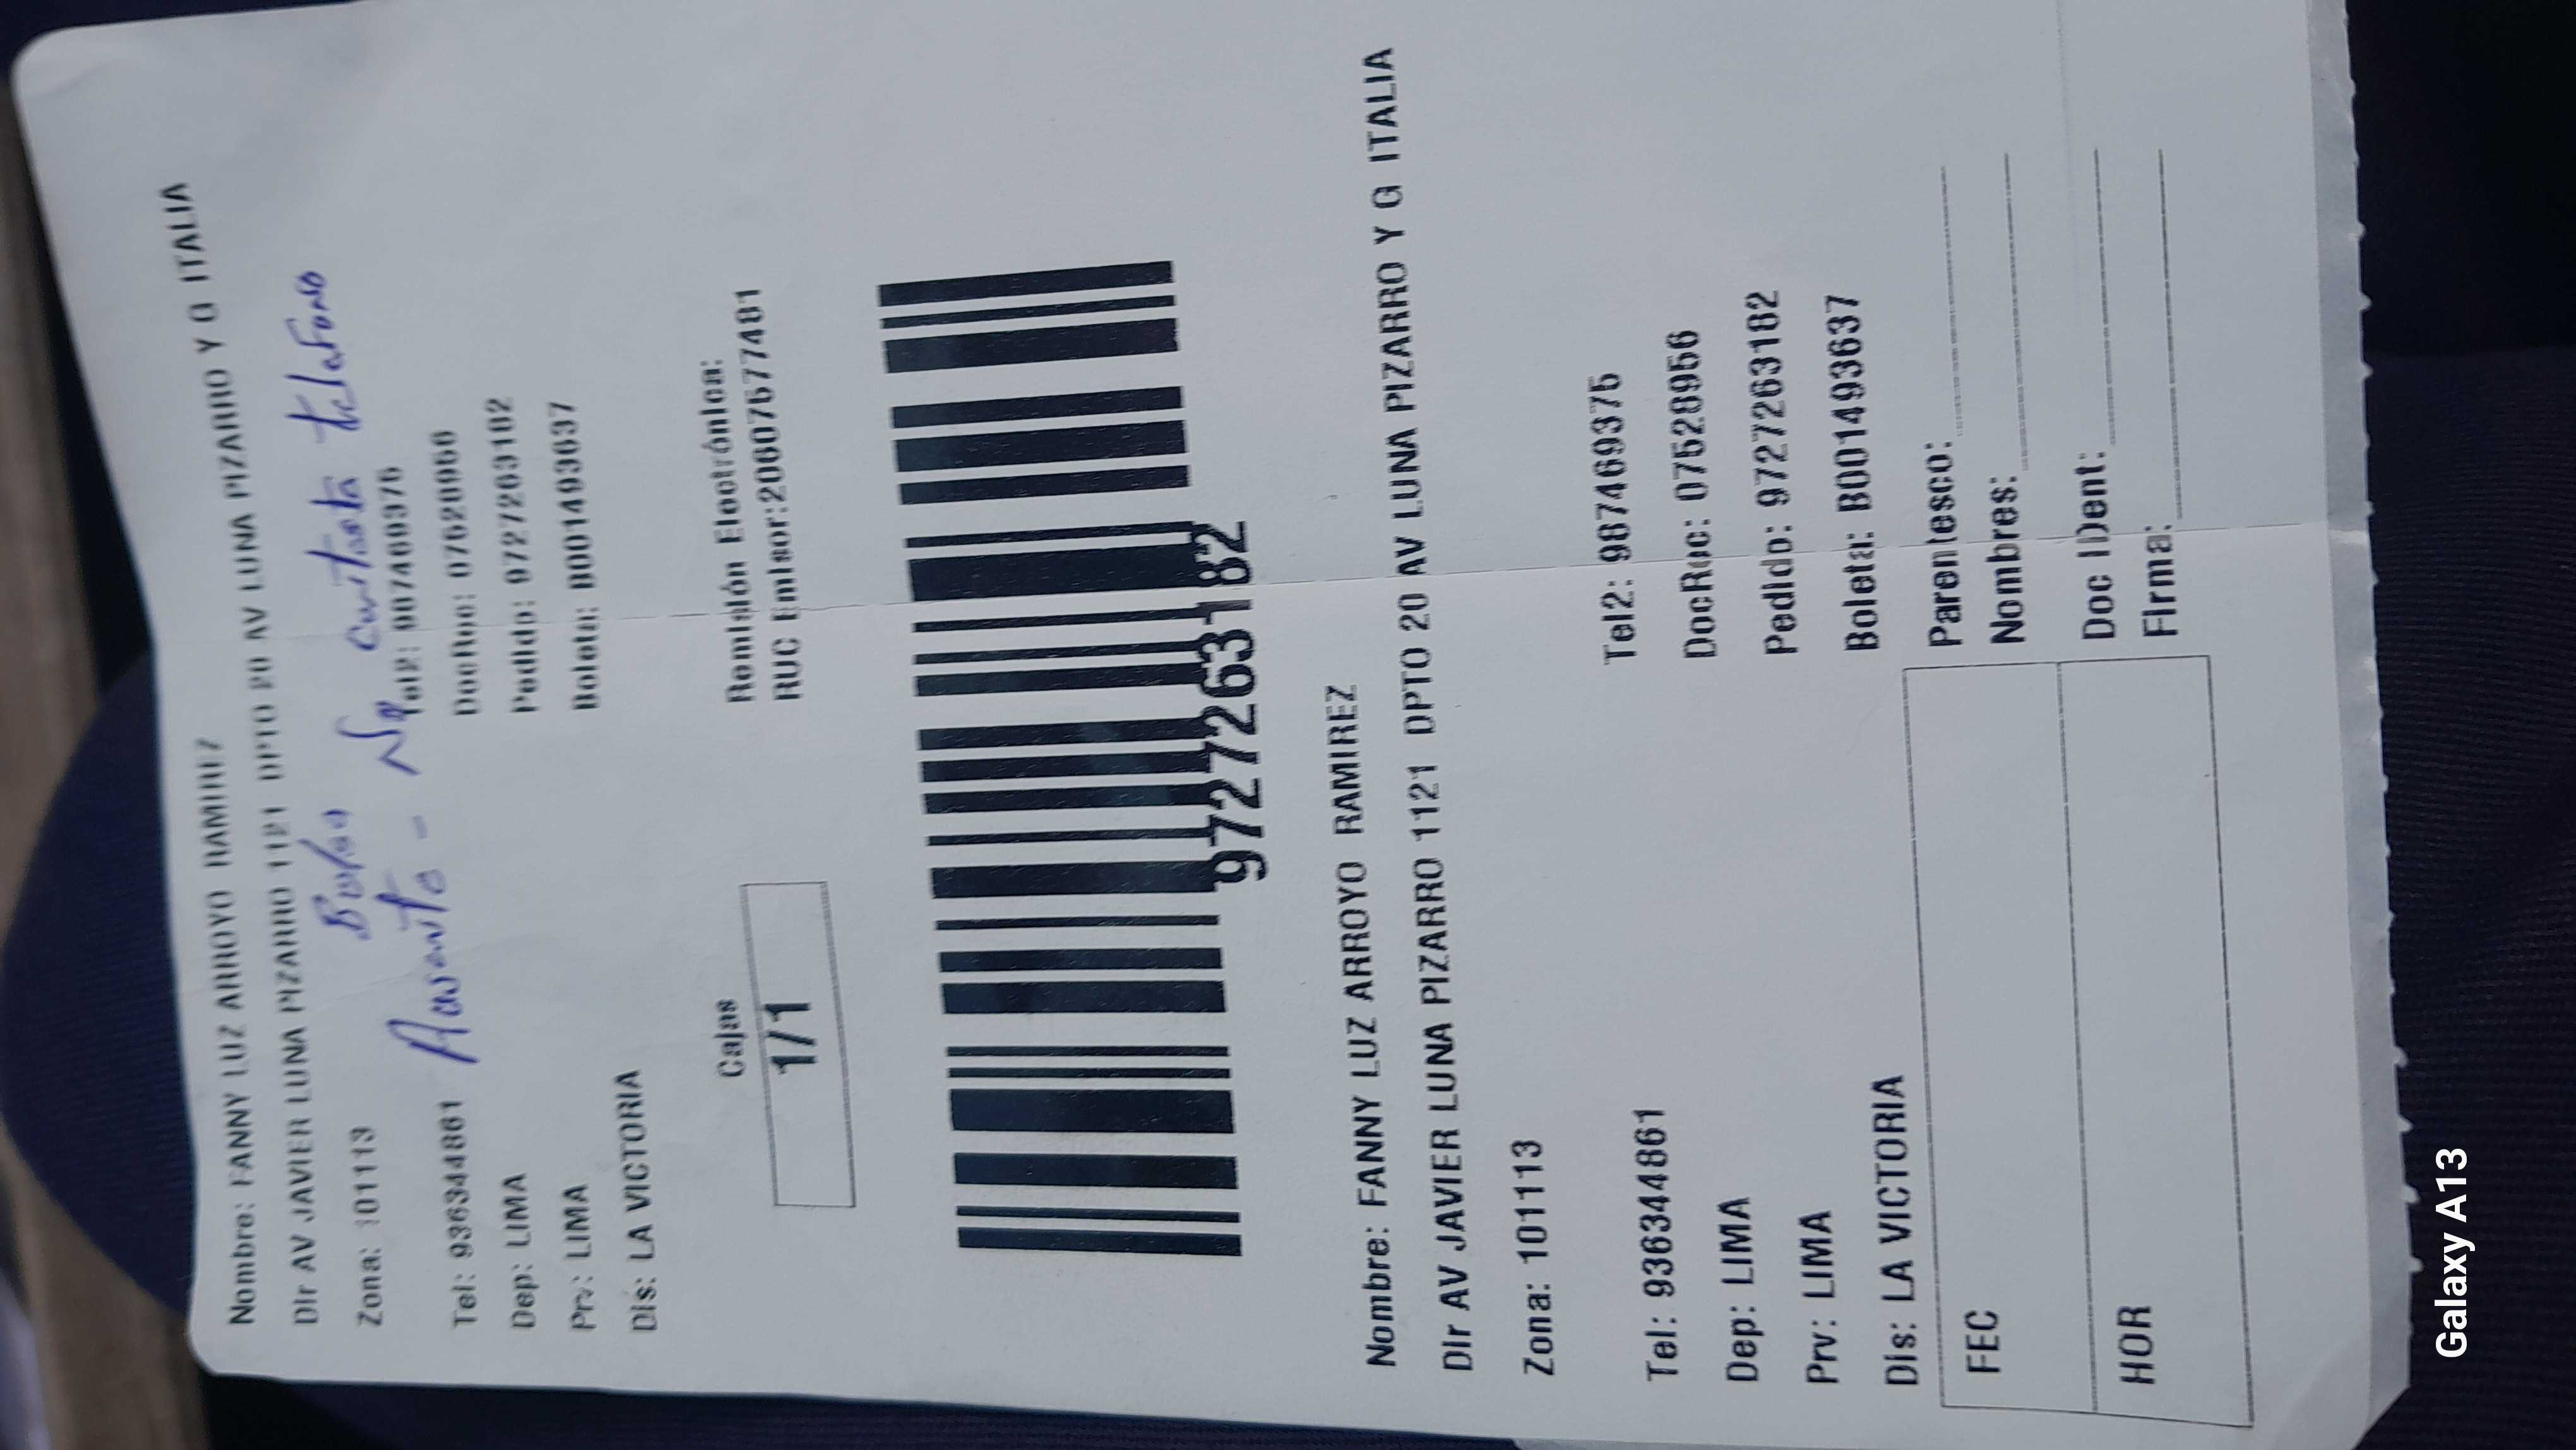 Nombre: FANNY LUZ ARROYO RAMIREZ
Dir AV JAVIER LUNA PIZARRO 1121 DPTO 20 AV LUNA PIZARRO Y G ITALIA
Zona: 101113
No contesta telefono
Ausente -
Tel: 936344861
Tel2: 987469375
Dep: LIMA
DocRuc: 07528956
Prv: LIMA
Pedido: 9727263182
Dis: LA VICTORIA
Boleta: B001493637
Cajas
1/1
Remisión Electrónica:
RUC Emisor:20607577481
9727263182
Nombre: FANNY LUZ ARROYO RAMIREZ
Dir AV JAVIER LUNA PIZARRO 1121 DPTO 20 AV LUNA PIZARRO Y G ITALIA
Zona: 101113
Tel: 936344861
Tel2: 987469375
Dep: LIMA
DocRuc: 07528956
Prv: LIMA
Pedido: 9727263182
Dis: LA VICTORIA
Boleta: B001493637
FEC
Parentesco:
Nombres:
HOR
Doc IDent:
Firma:
Galaxy A13